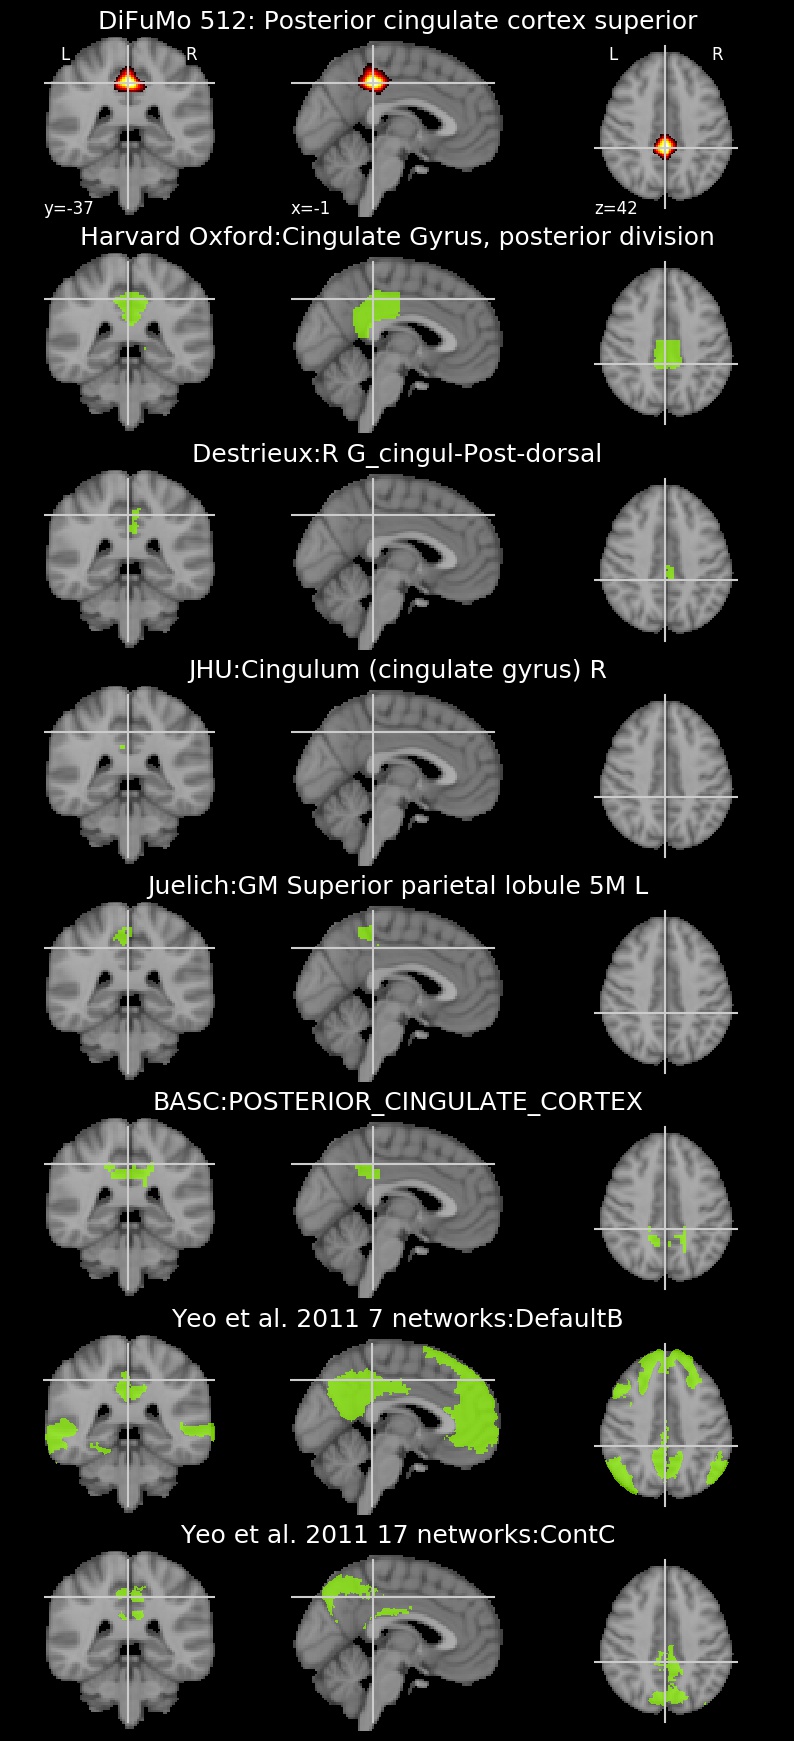 DiFuMo 512: Posterior cingulate cortex superior
L R L R
y=-37 x=-1 z=42
Harvard Oxford:Cingulate Gyrus, posterior division
Destrieux:R G_cingul-Post-dorsal
JHU:Cingulum (cingulate gyrus) R
Juelich:GM Superior parietal lobule 5M L
BASC:POSTERIOR_CINGULATE_CORTEX
Yeo et al. 2011 7 networks:DefaultB
Yeo et al. 2011 17 networks:ContC